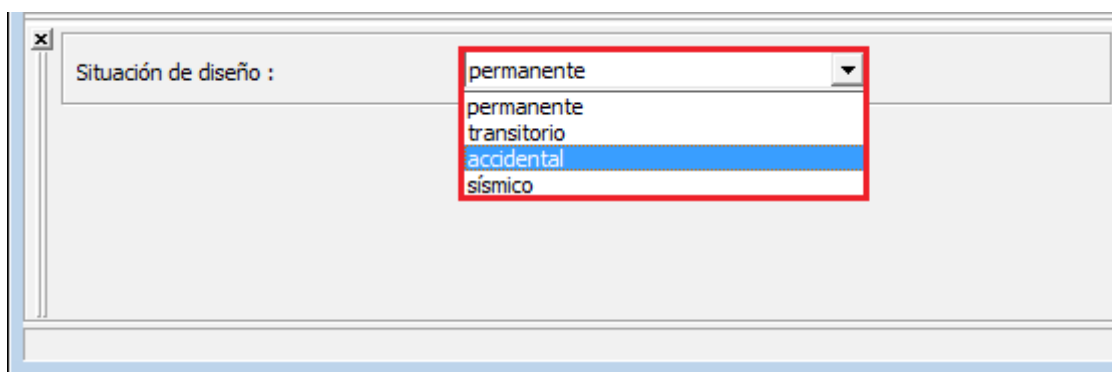 Situación de diseño :
permanente
permanente
transitorio
accidental
sísmico